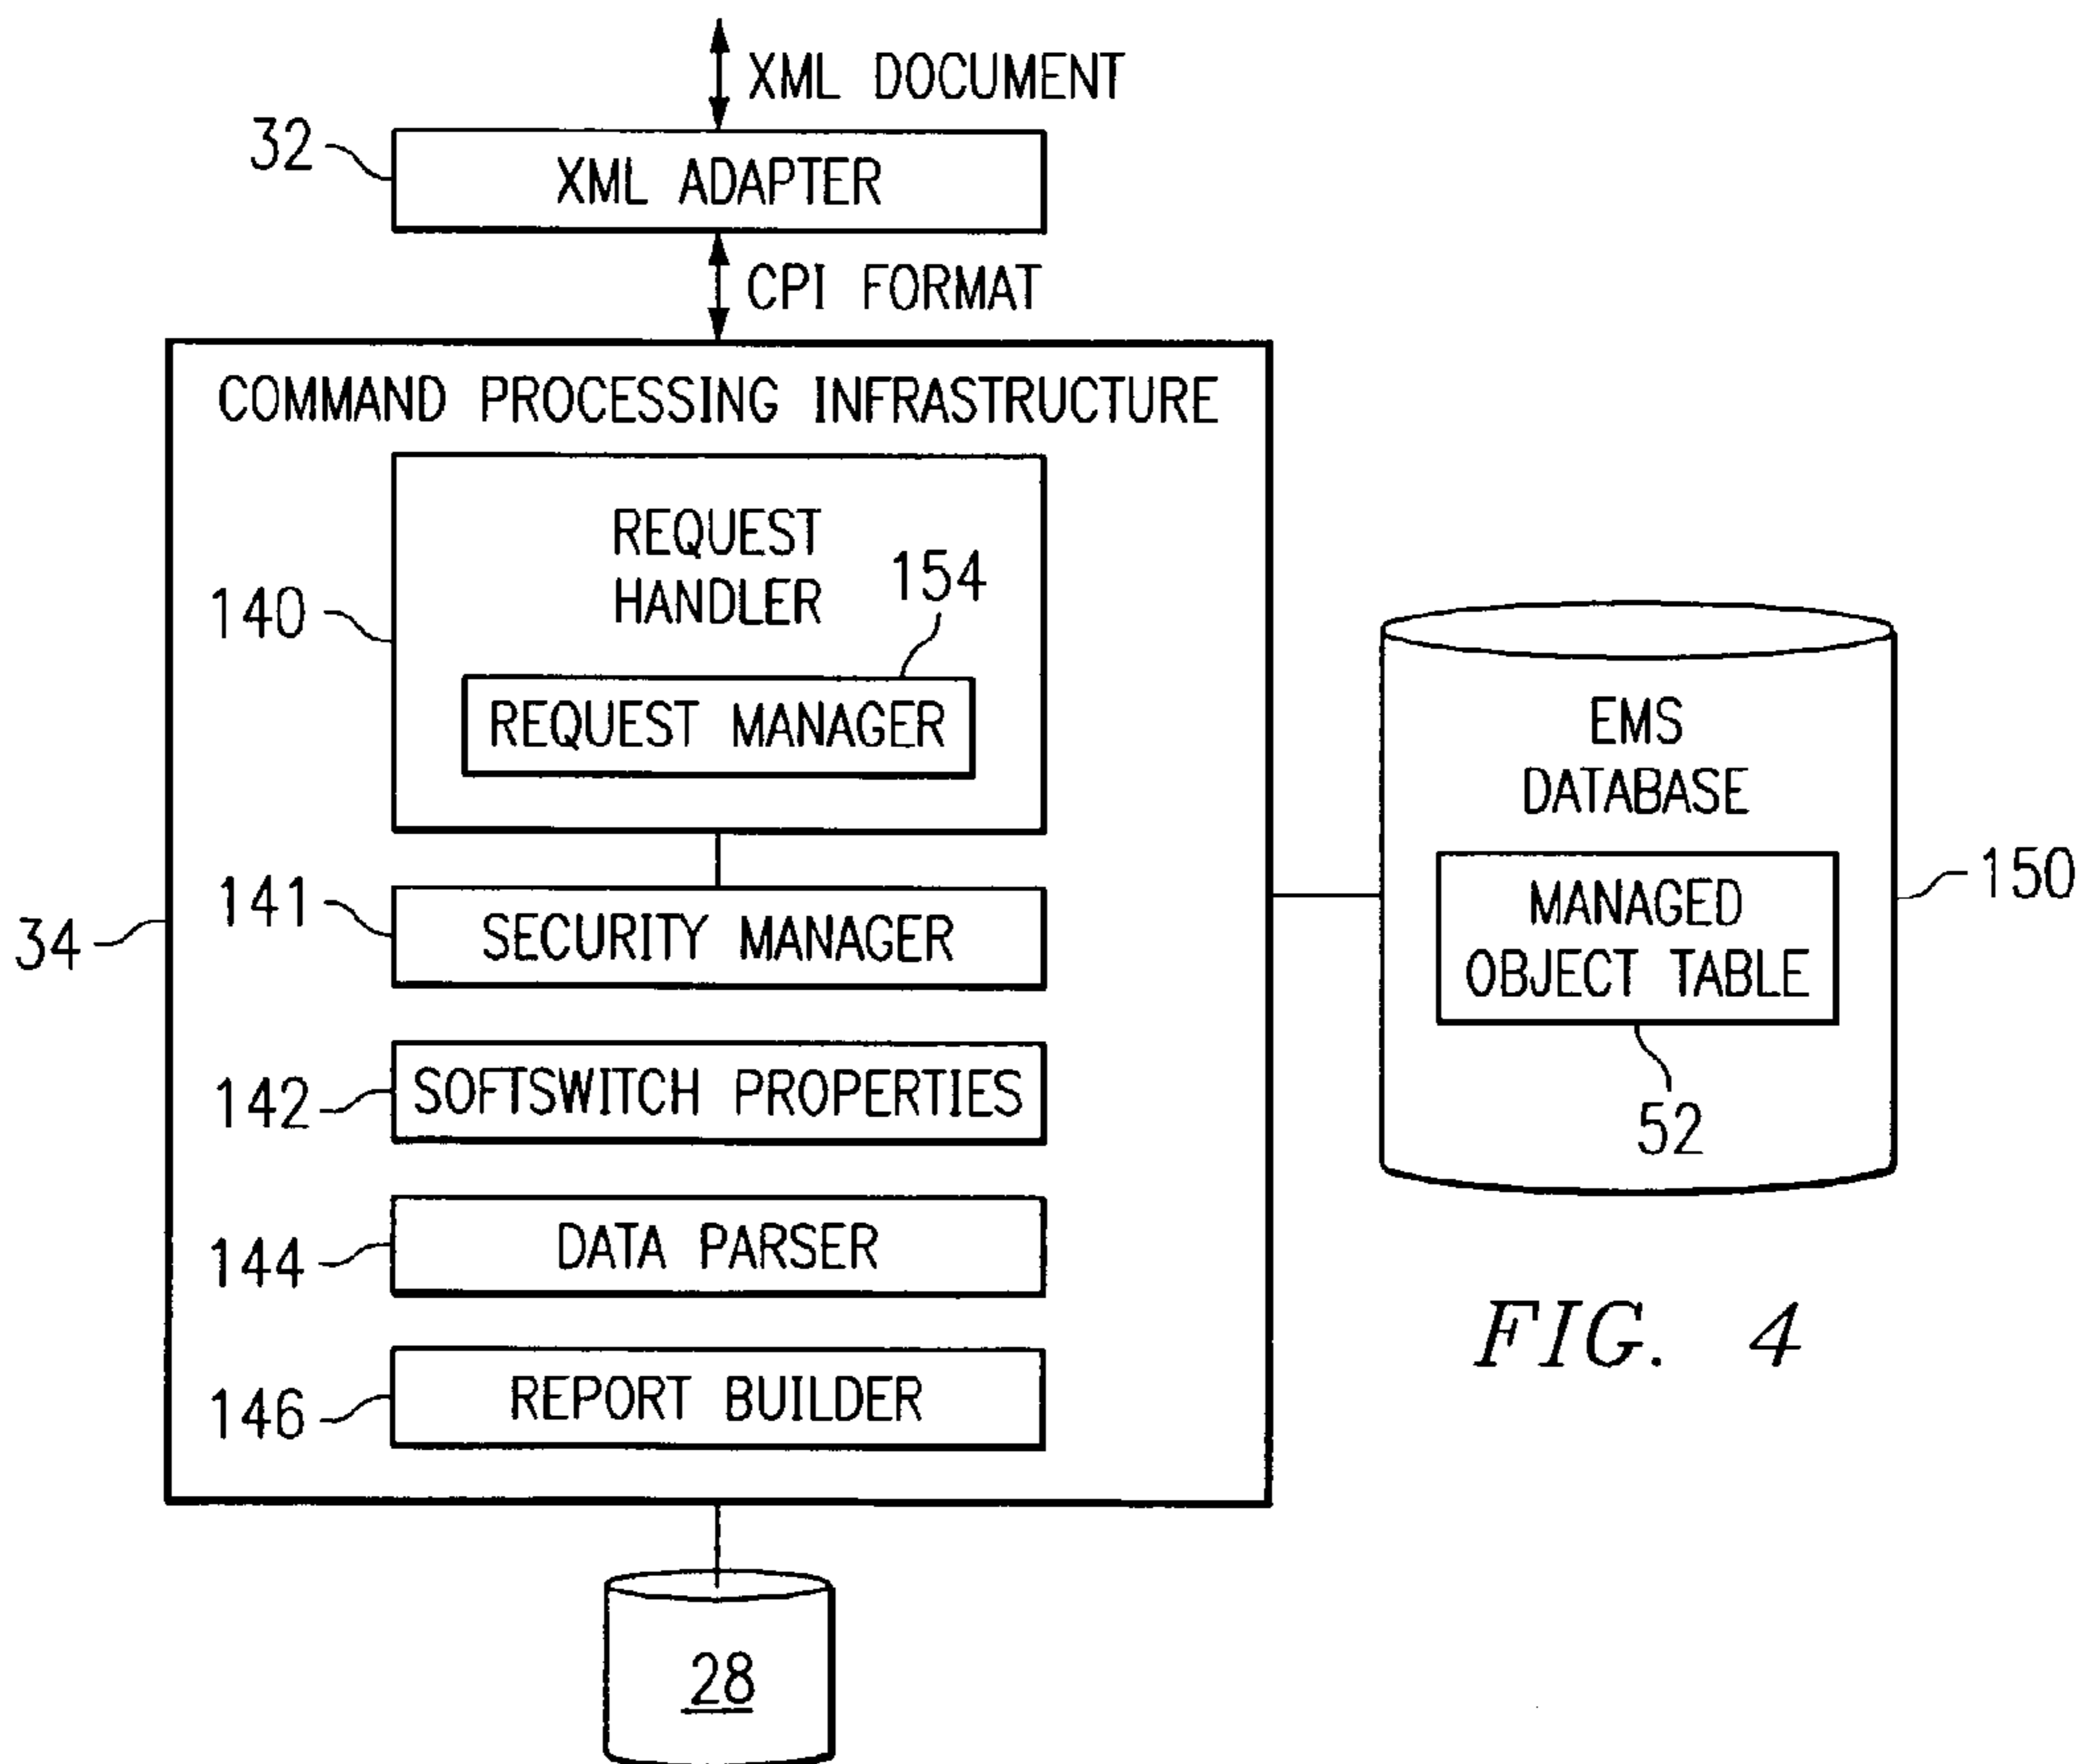 XML DOCUMENT
32
XML ADAPTER
CPI FORMAT
COMMAND PROCESSING INFRASTRUCTURE
REQUEST
HANDLER
154
140
REQUEST MANAGER
EMS
DATABASE
141
SECURITY MANAGER
34
MANAGED
OBJECT TABLE
150
142
SOFTSWITCH PROPERTIES
52
144
DATA PARSER
146
REPORT BUILDER
FIG. 4
28